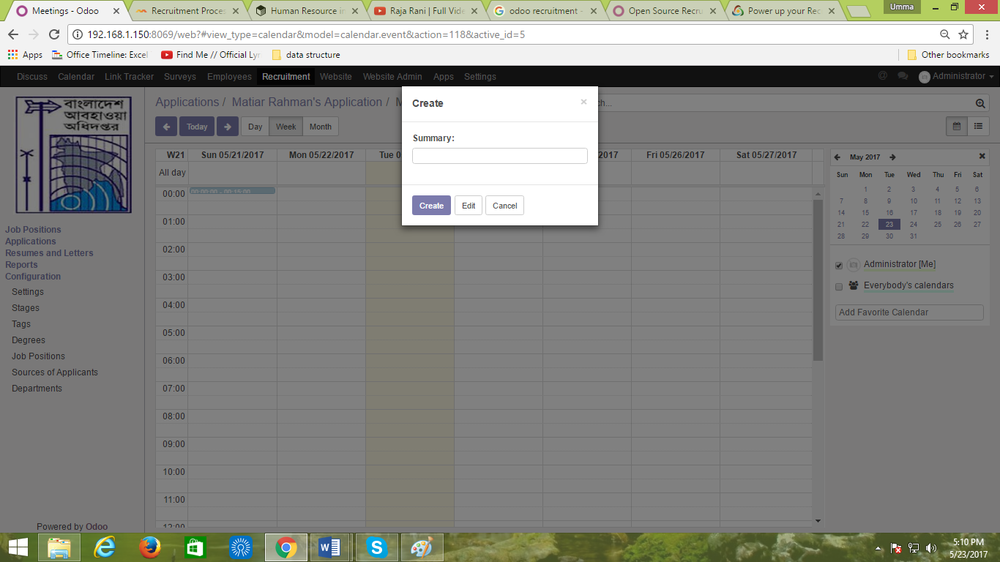 Meetings - Odoo
Recruitment Proces
Human Resource in
Raja Rani | Full Vide
odoo recruitment -
Open Source Recru
Power up your Rec
Umma
192.168.1.150:8069/web?#view_type=calendar&model=calendar.event&action=118&active_id=5
Apps
Office Timeline: Excel
Find Me // Official Lyr
data structure
Other bookmarks
Discuss Calendar Link Tracker Surveys Employees Recruitment Website Website Admin Apps Settings
Administrator
বাংলাদেশ
আবহাওয়া
অধিদপ্তর
Job Positions
Applications
Resumes and Letters
Reports
Configuration
Settings
Stages
Tags
Degrees
Job Positions
Sources of Applicants
Departments
Powered by Odoo
Applications / Matiar Rahman's Application / M
ch...
Today
Day Week Month
Create
×
Summary:
Create Edit Cancel
W21 Sun 05/21/2017 Mon 05/22/2017 Tue 0 2017 Fri 05/26/2017 Sat 05/27/2017
All day
00:00
00:00:00 - 00:15:00
01:00
02:00
03:00
04:00
05:00
06:00
07:00
08:00
09:00
10:00
11:00
12:00
May 2017
Sun Mon Tue Wed Thu Fri Sat
1 2 3 4 5 6
7 8 9 10 11 12 13
14 15 16 17 18 19 20
21 22 23 24 25 26 27
28 29 30 31
Administrator [Me]
Everybody's calendars
Add Favorite Calendar
5:10 PM
5/23/2017